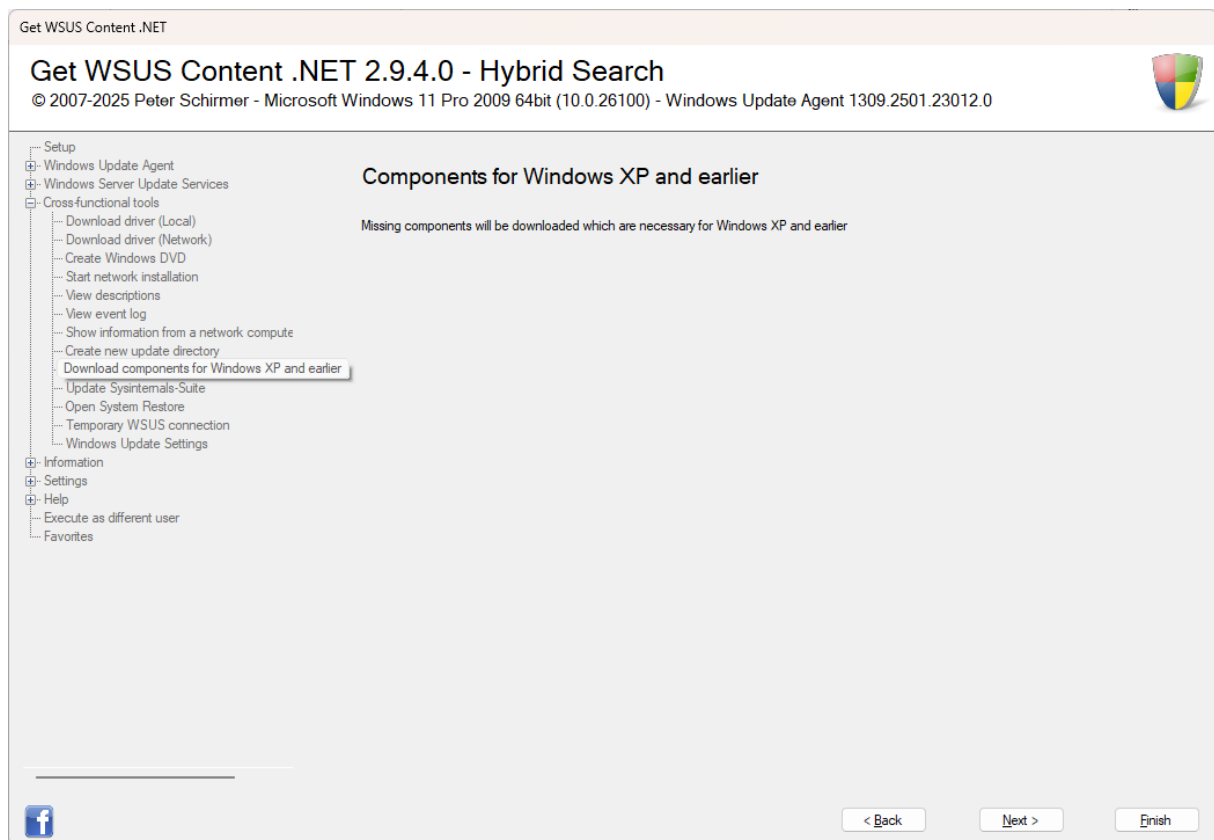 Get WSUS Content .NET
Get WSUS Content .NET 2.9.4.0 - Hybrid Search
© 2007-2025 Peter Schirmer - Microsoft Windows 11 Pro 2009 64bit (10.0.26100) - Windows Update Agent 1309.2501.23012.0
Setup
Windows Update Agent
Windows Server Update Services
Cross-functional tools
Download driver (Local)
Download driver (Network)
Create Windows DVD
Start network installation
View descriptions
View event log
Show information from a network compute
Create new update directory
Download components for Windows XP and earlier
Update Sysinternals-Suite
Open System Restore
Temporary WSUS connection
Windows Update Settings
Information
Settings
Help
Execute as different user
Favorites
Components for Windows XP and earlier
Missing components will be downloaded which are necessary for Windows XP and earlier
f
< Back
Next >
Finish